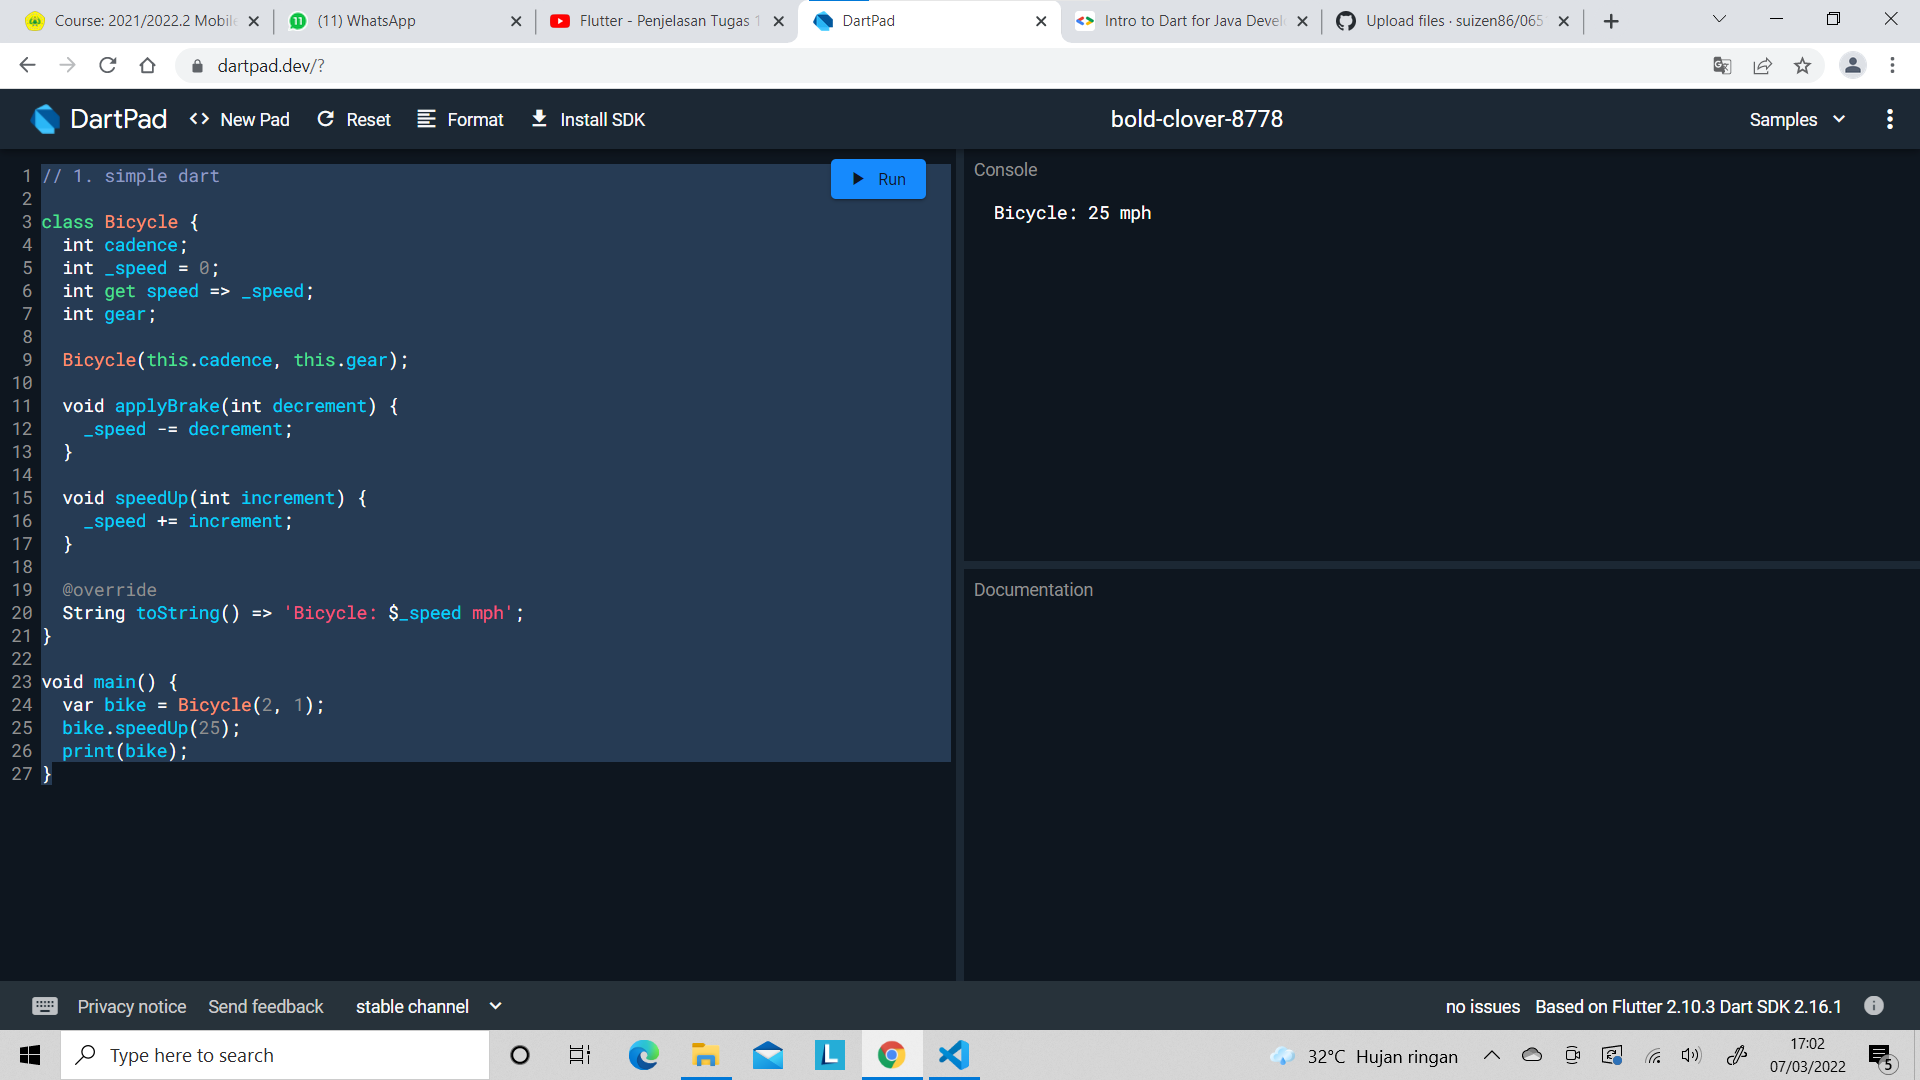 Course: 2021/2022.2 Mobile
(11) WhatsApp
Flutter - Penjelasan Tugas 1
DartPad
Intro to Dart for Java Devel
Upload files · suizen86/065
dartpad.dev/?
DartPad
<> New Pad
Reset
Format
Install SDK
bold-clover-8778
Samples
Run
1 // 1. simple dart
2
3 class Bicycle {
4 int cadence;
5 int _speed = 0;
6 int get speed => _speed;
7 int gear;
8
9 Bicycle(this.cadence, this.gear);
10
11 void applyBrake(int decrement) {
12 _speed -= decrement;
13 }
14
15 void speedUp(int increment) {
16 _speed += increment;
17 }
18
19 @override
20 String toString() => 'Bicycle: $_speed mph';
21 }
22
23 void main() {
24 var bike = Bicycle(2, 1);
25 bike.speedUp(25);
26 print(bike);
27 }
Console
Bicycle: 25 mph
Documentation
Privacy notice
Send feedback
stable channel
no issues
Based on Flutter 2.10.3 Dart SDK 2.16.1
Type here to search
L
32°C Hujan ringan
17:02
07/03/2022
5